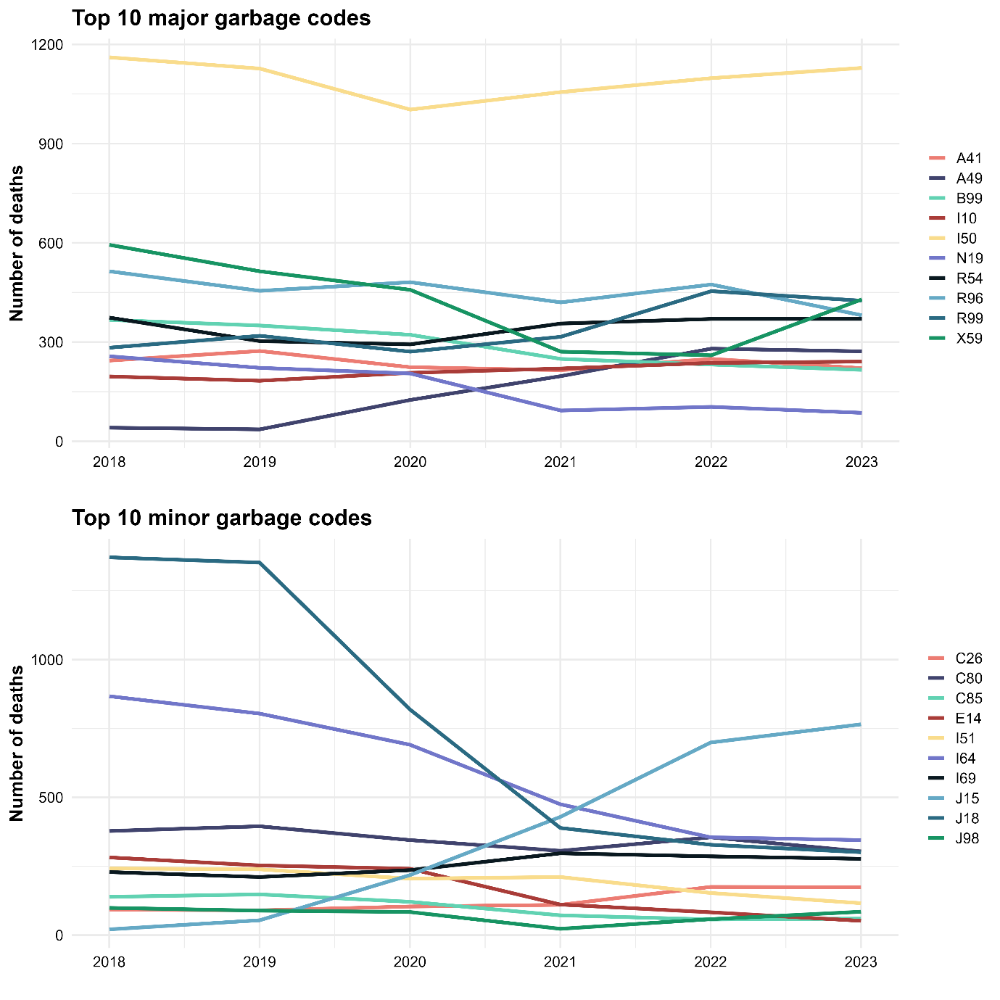 Top 10 major garbage codes
Number of deaths
1200
900
600
300
0
2018 2019 2020 2021 2022 2023
A41
A49
B99
I10
I50
N19
R54
R96
R99
X59
Top 10 minor garbage codes
Number of deaths
1000
500
0
2018 2019 2020 2021 2022 2023
C26
C80
C85
E14
I51
I64
I69
J15
J18
J98